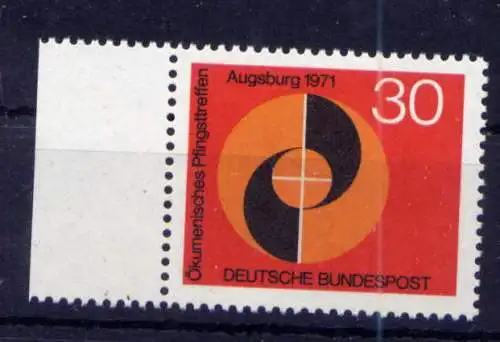 Ökumenisches Pfingsttreffen
Augsburg 1971
30
DEUTSCHE BUNDESPOST